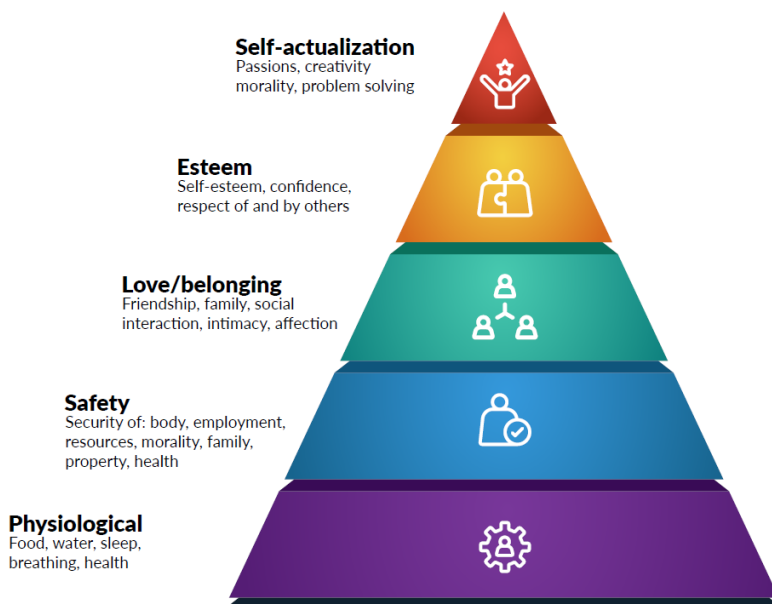 Self-actualization
Passions, creativity
morality, problem solving
Esteem
Self-esteem, confidence,
respect of and by others
Love/belonging
Friendship, family, social
interaction, intimacy, affection
Safety
Security of: body, employment,
resources, morality, family,
property, health
Physiological
Food, water, sleep,
breathing, health